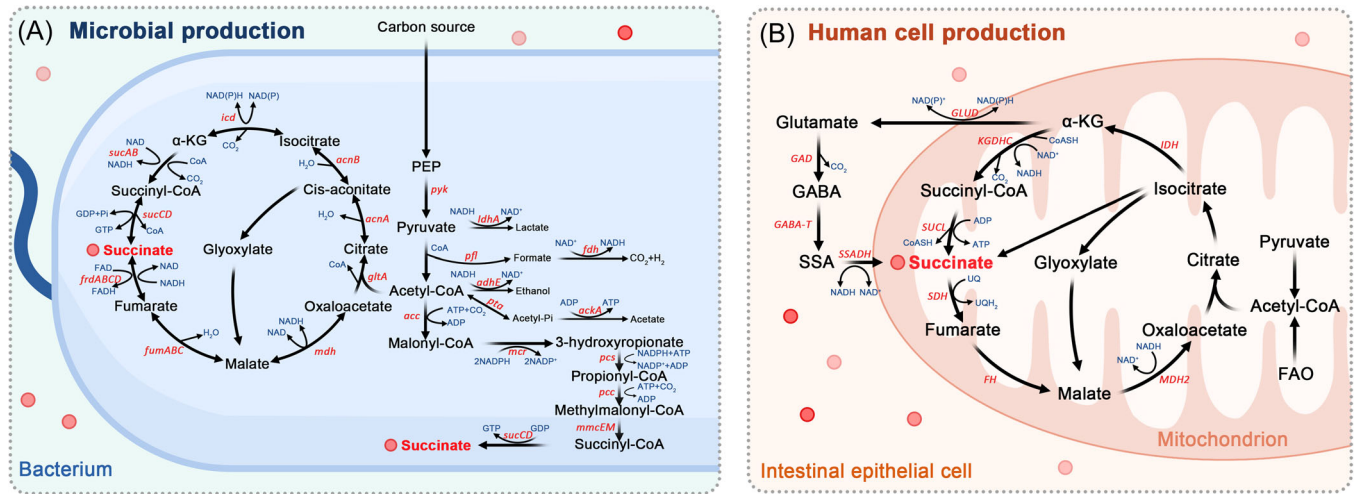 (A) Microbial production
Carbon source
NAD(P)H NAD(P)
icd
CO₂
α-KG
Isocitrate
NAD
sucAB
NADH
CoA
CO₂
H₂O
acnB
Succinyl-CoA
Cis-aconitate
GDP+Pi
sucCD
GTP
CoA
H₂O
acnA
Succinate
Glyoxylate
Citrate
FAD
NAD
frdABCD
NADH
FADH
CoA
gltA
Fumarate
Oxaloacetate
H₂O
NADH
NAD
fumABC
mdh
Malate
PEP
pyk
Pyruvate
NADH
ldhA
NAD⁺
Lactate
CoA
pfl
Formate
NAD⁺
fdh
NADH
CO₂+H₂
Acetyl-CoA
NADH
adhE
NAD⁺
Ethanol
pta
Acetyl-Pi
ADP
ackA
ATP
Acetate
acc
ATP+CO₂
ADP
Malonyl-CoA
mcr
2NADPH
2NADP⁺
3-hydroxyropionate
pcs
NADPH+ATP
NADP⁺+ADP
Propionyl-CoA
pcc
ATP+CO₂
ADP
Methylmalonyl-CoA
mmcEM
Succinyl-CoA
GTP
sucCD
GDP
Succinate
Bacterium
(B) Human cell production
NAD(P)⁺
NAD(P)H
GLUD
Glutamate
α-KG
GAD
CO₂
KGDHC
CoASH
NAD⁺
NADH
CO₂
IDH
GABA
Succinyl-CoA
Isocitrate
GABA-T
SUCL
ADP
CoASH
ATP
SSA
SSADH
NADH
NAD⁺
Succinate
Glyoxylate
Citrate
Pyruvate
SDH
UQ
UQH₂
Fumarate
Oxaloacetate
Acetyl-CoA
NADH
NAD⁺
FH
MDH2
Malate
FAO
Mitochondrion
Intestinal epithelial cell